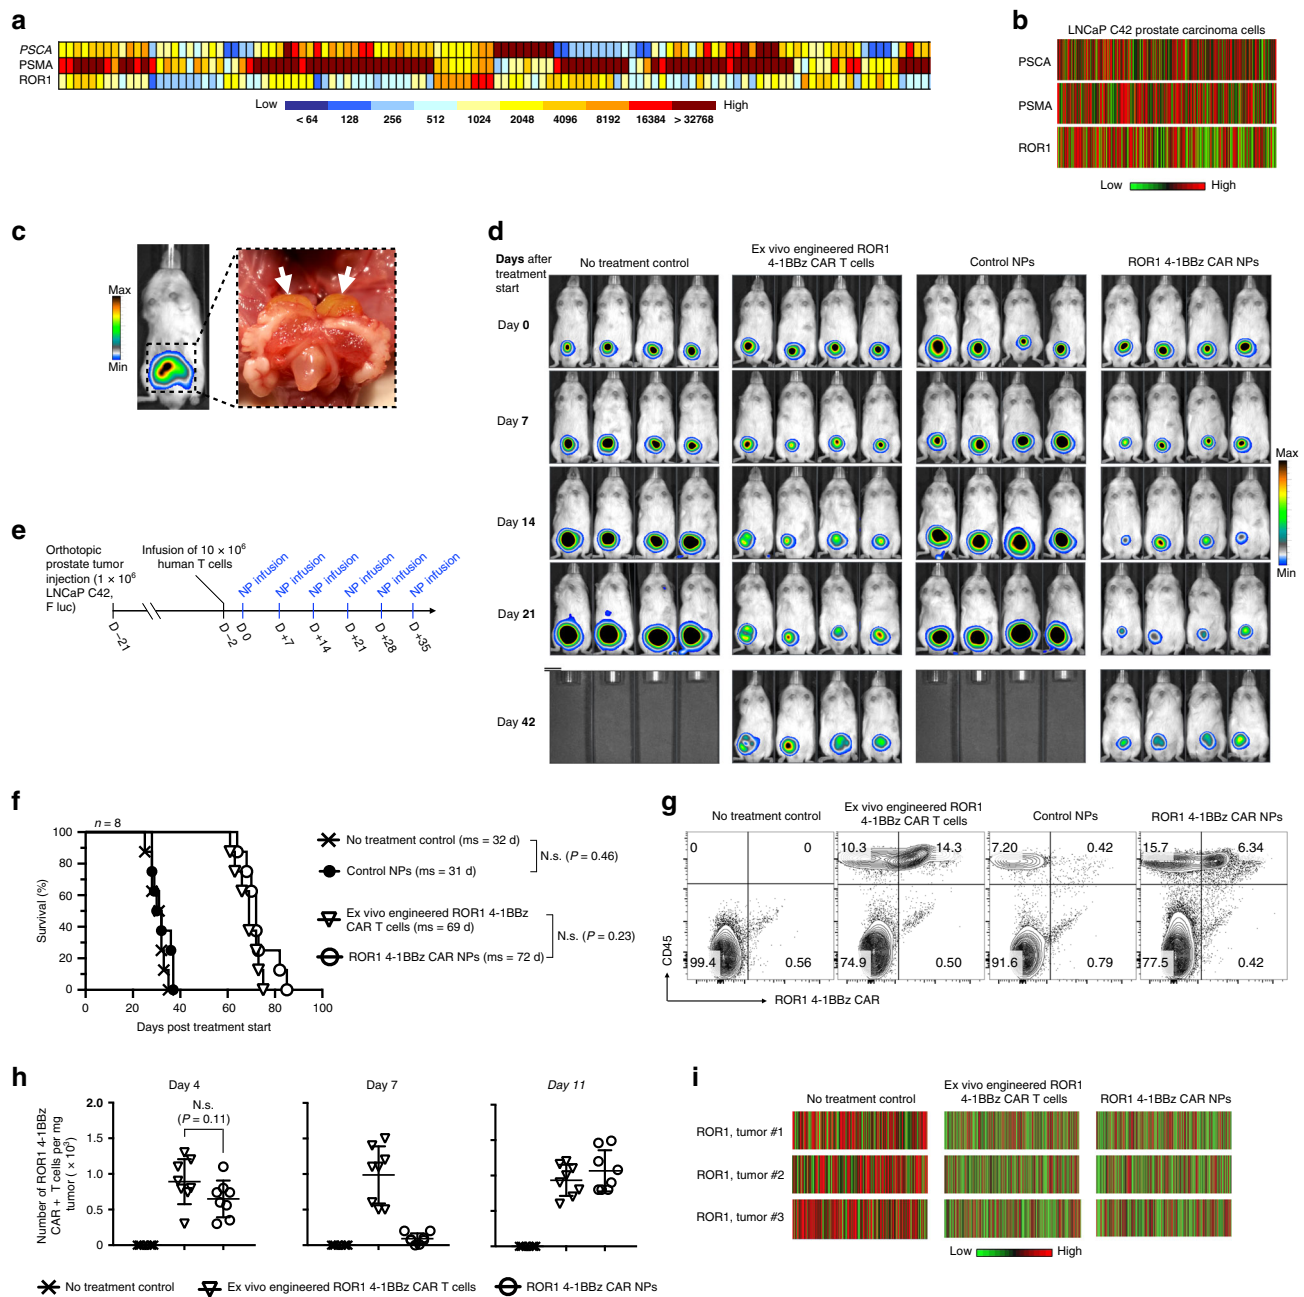 a
PSCA
PSMA
ROR1
Low
High
< 64 128 256 512 1024 2048 4096 8192 16384 > 32768
b
LNCaP C42 prostate carcinoma cells
PSCA
PSMA
ROR1
Low
High
c
Max
Min
d
Days after
treatment
start
No treatment control
Ex vivo engineered ROR1
4-1BBz CAR T cells
Control NPs
ROR1 4-1BBz CAR NPs
Day 0
Day 7
Day 14
Day 21
Day 42
Max
Min
e
Orthotopic
prostate tumor
injection (1 × 10⁶
LNCaP C42,
F luc)
Infusion of 10 × 10⁶
human T cells
NP infusion
NP infusion
NP infusion
NP infusion
NP infusion
NP infusion
D –21
D –2
D 0
D +7
D +14
D +21
D +28
D +35
f
n = 8
Survival (%)
100
80
60
40
20
0
0 20 40 60 80 100
Days post treatment start
No treatment control (ms = 32 d)
Control NPs (ms = 31 d)
N.s. (P = 0.46)
Ex vivo engineered ROR1 4-1BBz
CAR T cells (ms = 69 d)
ROR1 4-1BBz CAR NPs (ms = 72 d)
N.s. (P = 0.23)
g
No treatment control
Ex vivo engineered ROR1
4-1BBz CAR T cells
Control NPs
ROR1 4-1BBz CAR NPs
0 0
10.3 14.3
7.20 0.42
15.7 6.34
99.4 0.56
74.9 0.50
91.6 0.79
77.5 0.42
CD45
ROR1 4-1BBz CAR
h
Number of ROR1 4-1BBz
CAR + T cells per mg
tumor (× 10³)
Day 4
N.s.
(P = 0.11)
2.0
1.5
1.0
0.5
0
Day 7
Day 11
No treatment control
Ex vivo engineered ROR1 4-1BBz CAR T cells
ROR1 4-1BBz CAR NPs
i
No treatment control
Ex vivo engineered ROR1
4-1BBz CAR T cells
ROR1 4-1BBz CAR NPs
ROR1, tumor #1
ROR1, tumor #2
ROR1, tumor #3
Low
High